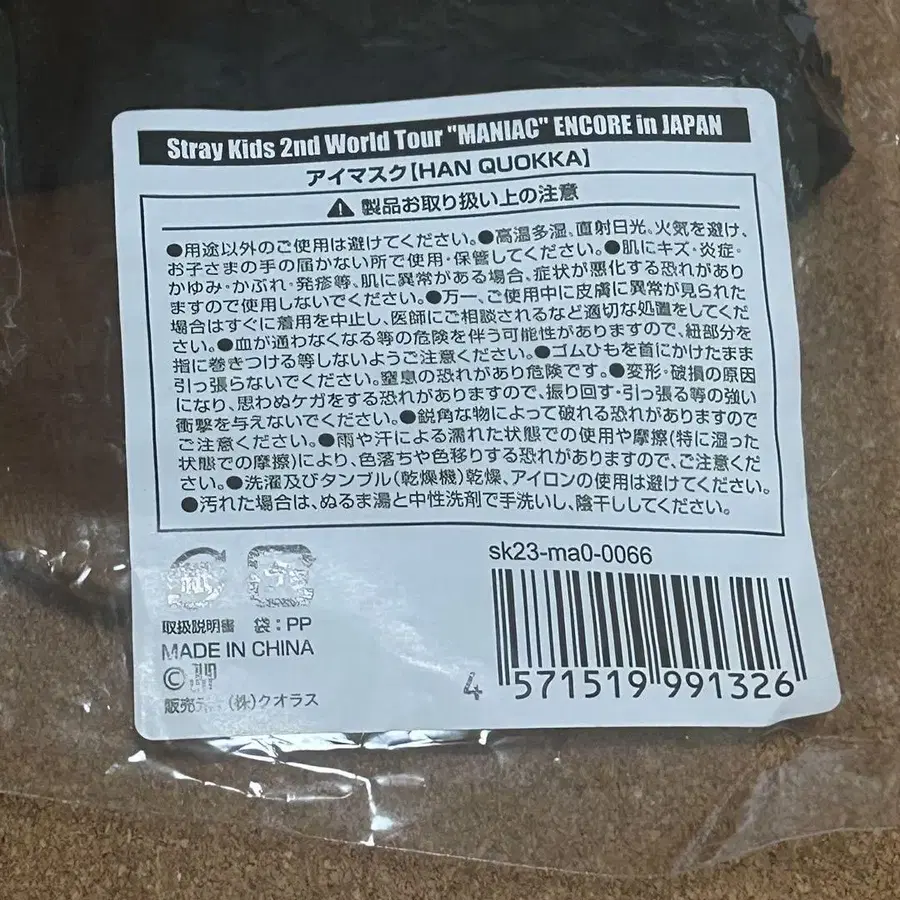 Stray Kids 2nd World Tour "MANIAC" ENCORE in JAPAN
アイマスク【HAN QUOKKA】
製品お取り扱い上の注意
●用途以外のご使用は避けてください。●高温多湿、直射日光。火気を避け、
お子さまの手の届かない所で使用・保管してください。●肌にキズ・炎症・
かゆみ・かぶれ・発疹等、肌に異常がある場合、症状が悪化する恐れがあり
ますので使用しないでください。●万一、ご使用中に皮膚に異常が見られた
場合はすぐに着用を中止し、医師にご相談されるなど適切な処置をしてくだ
さい。●血が通わなくなる等の危険を伴う可能性がありますので、紐部分を
指に巻きつける等しないようご注意ください。●ゴムひもを首にかけたまま
引っ張らないでください。窒息の恐れがあり危険です。●変形・破損の原因
になり、思わぬケガをする恐れがありますので、振り回す・引っ張る等の強い
衝撃を与えないでください。●鋭角な物によって破れる恐れがありますので
ご注意ください。●雨や汗による濡れた状態での使用や摩擦(特に湿った
状態での摩擦)により、色落ちや色移りする恐れがありますので、ご注意くだ
さい。●洗濯及びタンブル(乾燥機)乾燥、アイロンの使用は避けてください。
●汚れた場合は、ぬるま湯と中性洗剤で手洗いし、陰干ししてください。
sk23-ma0-0066
取扱説明書 袋:PP
MADE IN CHINA
©
販売元:(株)クオラス
4 571519 991326